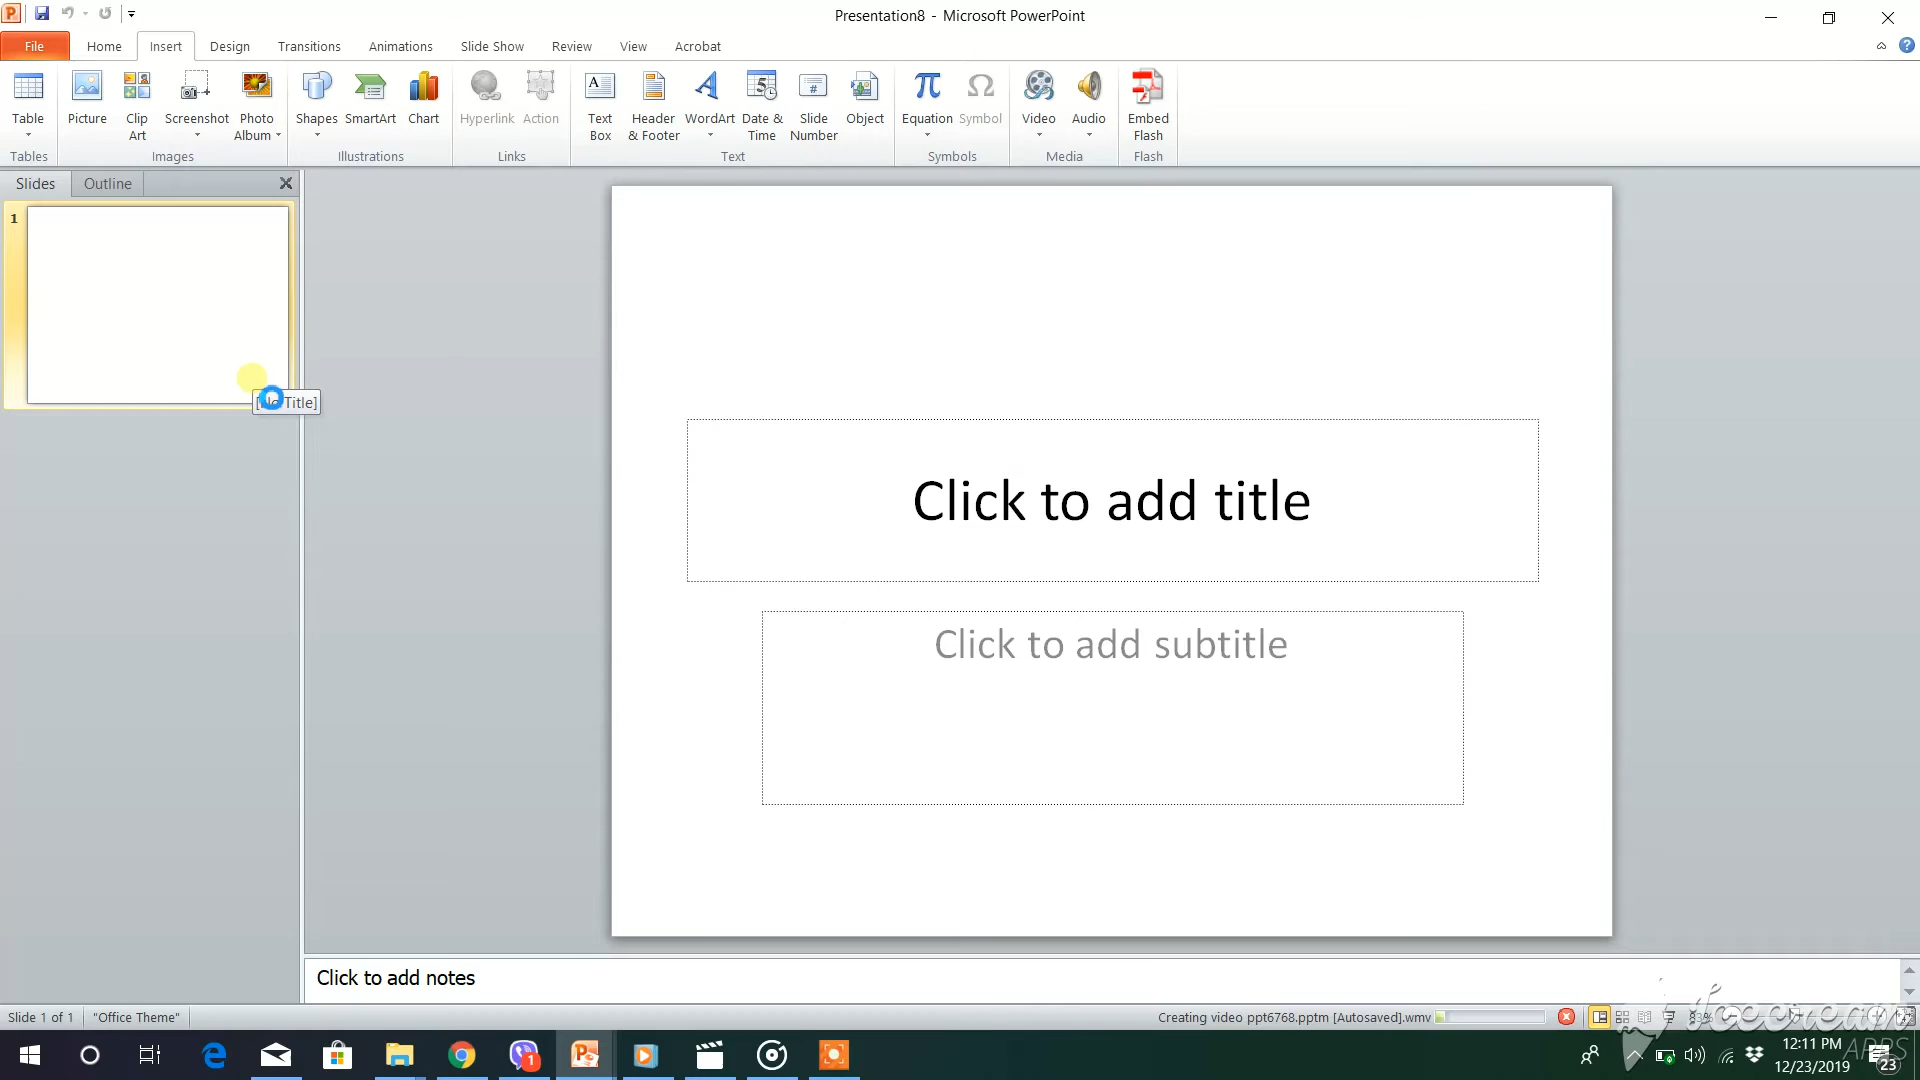 Presentation8 - Microsoft PowerPoint
File Home Insert Design Transitions Animations Slide Show Review View Acrobat
Table Picture Clip Art Screenshot Photo Album Shapes SmartArt Chart Hyperlink Action Text Box Header & Footer WordArt Date & Time Slide Number Object Equation Symbol Video Audio Embed Flash
Tables Images Illustrations Links Text Symbols Media Flash
Slides Outline
1
Title]
Click to add title
Click to add subtitle
Click to add notes
Slide 1 of 1 "Office Theme" Creating video ppt6768.pptm [Autosaved].wmv
Icecream
APPS
1
12:11 PM
12/23/2019
23